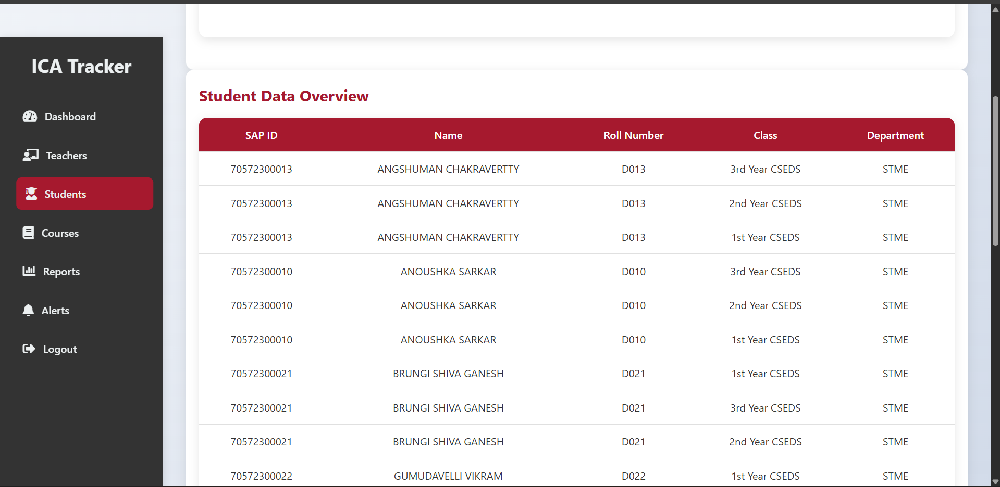 ICA Tracker
Dashboard
Teachers
Students
Courses
Reports
Alerts
Logout
Student Data Overview
SAP ID Name Roll Number Class Department
70572300013 ANGSHUMAN CHAKRAVERTTY D013 3rd Year CSEDS STME
70572300013 ANGSHUMAN CHAKRAVERTTY D013 2nd Year CSEDS STME
70572300013 ANGSHUMAN CHAKRAVERTTY D013 1st Year CSEDS STME
70572300010 ANOUSHKA SARKAR D010 3rd Year CSEDS STME
70572300010 ANOUSHKA SARKAR D010 2nd Year CSEDS STME
70572300010 ANOUSHKA SARKAR D010 1st Year CSEDS STME
70572300021 BRUNGI SHIVA GANESH D021 1st Year CSEDS STME
70572300021 BRUNGI SHIVA GANESH D021 3rd Year CSEDS STME
70572300021 BRUNGI SHIVA GANESH D021 2nd Year CSEDS STME
70572300022 GUMUDAVELLI VIKRAM D022 1st Year CSEDS STME